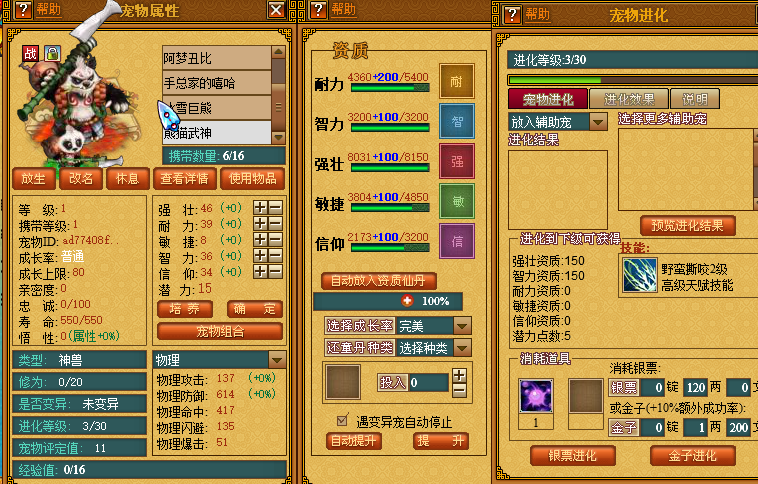 ? 帮助
宠物属性
战
阿梦丑比
手总家的嘻哈
冰雪巨熊
熊猫武神
携带数量: 6/16
放生
改名
休息
查看详情
使用物品
等 级: 1
携带等级: 1
宠物ID: ad77408f..
成长率: 普通
成长上限: 80
亲密度: 0
忠 诚: 0/100
寿 命: 550/550
悟 性: 0(属性+0%)
强 壮: 46 (+0)
耐 力: 39 (+0)
敏 捷: 8 (+0)
智 力: 36 (+0)
信 仰: 34 (+0)
潜 力: 15
培 养
确 定
宠物组合
类型: 神兽
修为: 0/20
是否变异: 未变异
进化等级: 3/30
宠物评定值: 11
经验值: 0/16
物理
物理攻击: 137 (+0%)
物理防御: 614 (+0%)
物理命中: 417
物理闪避: 135
物理爆击: 51
? 帮助
资质
耐力 4360+200/5400 耐
智力 3200+100/3200 智
强壮 8031+100/8150 强
敏捷 3804+100/4850 敏
信仰 2173+100/3200 信
自动放入资质仙丹
100%
选择成长率 完美
还童丹种类 选择种类
投入 0
遇变异宠自动停止
自动提升
提 升
? 帮助
宠物进化
进化等级:3/30
宠物进化
进化效果
说明
放入辅助宠
选择更多辅助宠
进化结果
预览进化结果
进化到下级可获得
强壮资质:150
智力资质:150
耐力资质:0
敏捷资质:0
信仰资质:0
潜力点数:5
技能:
野蛮撕咬2级
高级天赋技能
消耗道具
1
消耗银票:
银票 0 锭 120 两 0
或金子(+10%额外成功率):
金子 0 锭 1 两 200 文
银票进化
金子进化